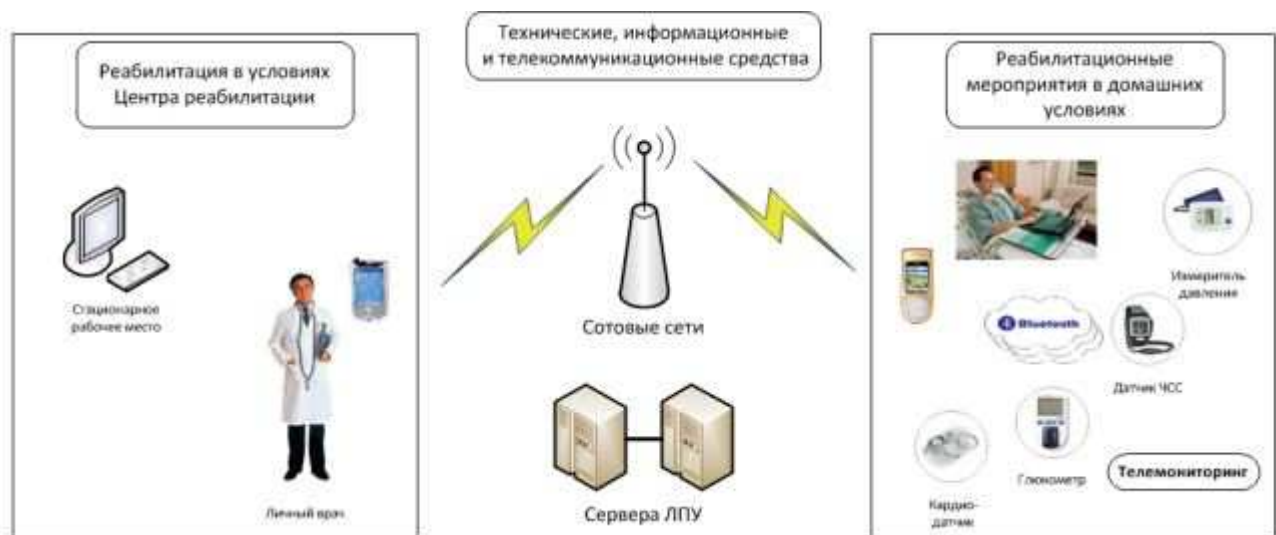 Реабилитация в условиях
Центра реабилитации
Стационарное
рабочее место
Личный врач
Технические, информационные
и телекоммуникационные средства
Сотовые сети
Сервера ЛПУ
Реабилитационные
мероприятия в домашних
условиях
Измеритель
давления
Bluetooth
Датчик ЧСС
Глюкометр
Кардио-
датчик
Телемониторинг